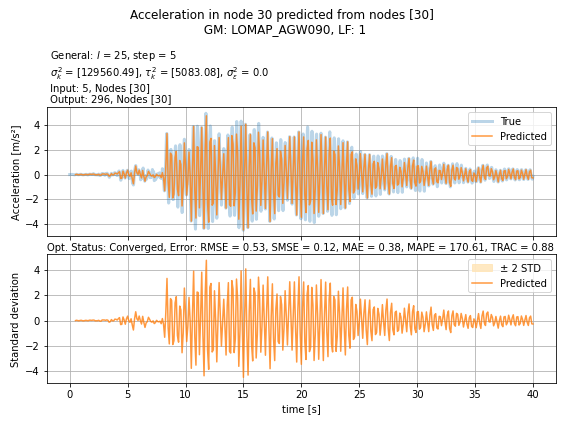 Acceleration in node 30 predicted from nodes [30]
GM: LOMAP_AGW090, LF: 1
General: l = 25, step = 5
σ²ₖ = [129560.49], τ²ₖ = [5083.08], σ²ₑ = 0.0
Input: 5, Nodes [30]
Output: 296, Nodes [30]
Acceleration [m/s²]
4
2
0
−2
−4
True
Predicted
Opt. Status: Converged, Error: RMSE = 0.53, SMSE = 0.12, MAE = 0.38, MAPE = 170.61, TRAC = 0.88
Standard deviation
4
2
0
−2
−4
± 2 STD
Predicted
0 5 10 15 20 25 30 35 40
time [s]